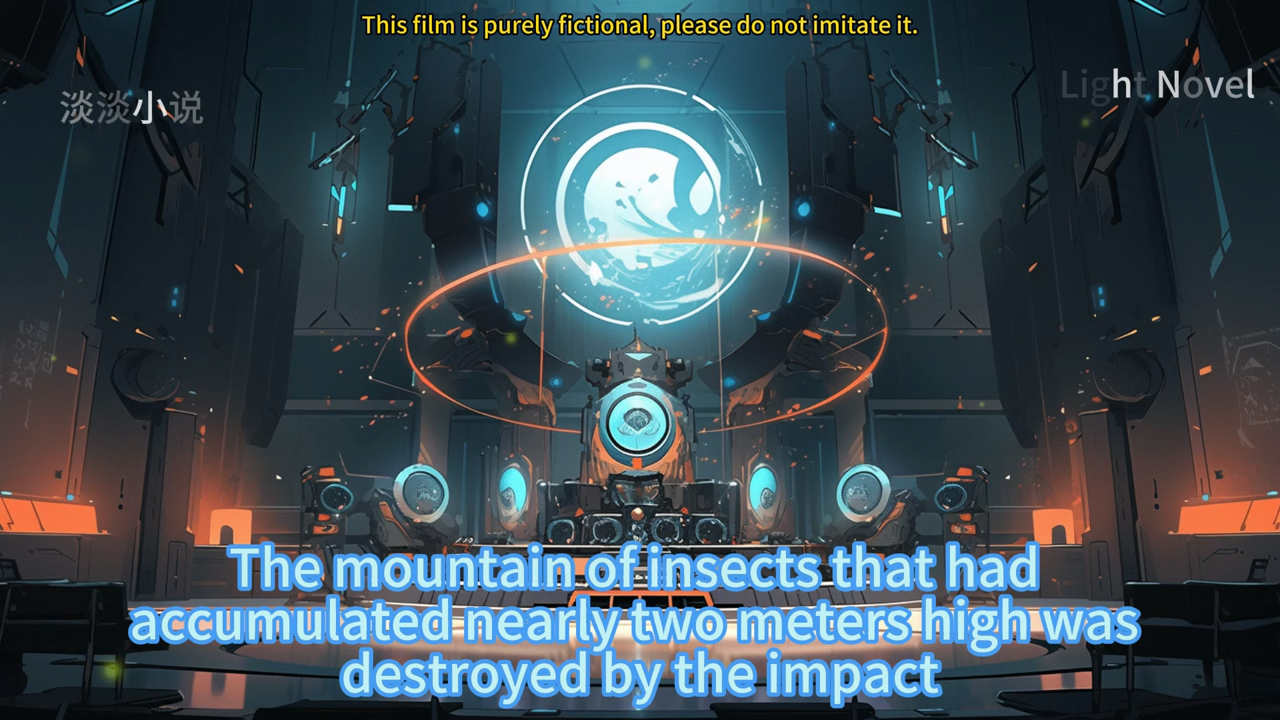 This film is purely fictional, please do not imitate it.
淡淡小说
Light Novel
The mountain of insects that had
accumulated nearly two meters high was
destroyed by the impact